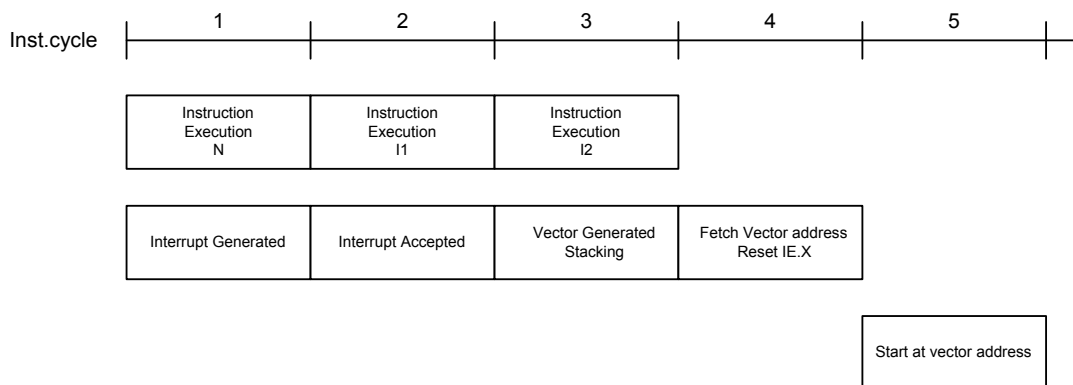 1 2 3 4 5
Inst.cycle
Instruction Execution N
Instruction Execution I1
Instruction Execution I2
Interrupt Generated
Interrupt Accepted
Vector Generated Stacking
Fetch Vector address Reset IE.X
Start at vector address